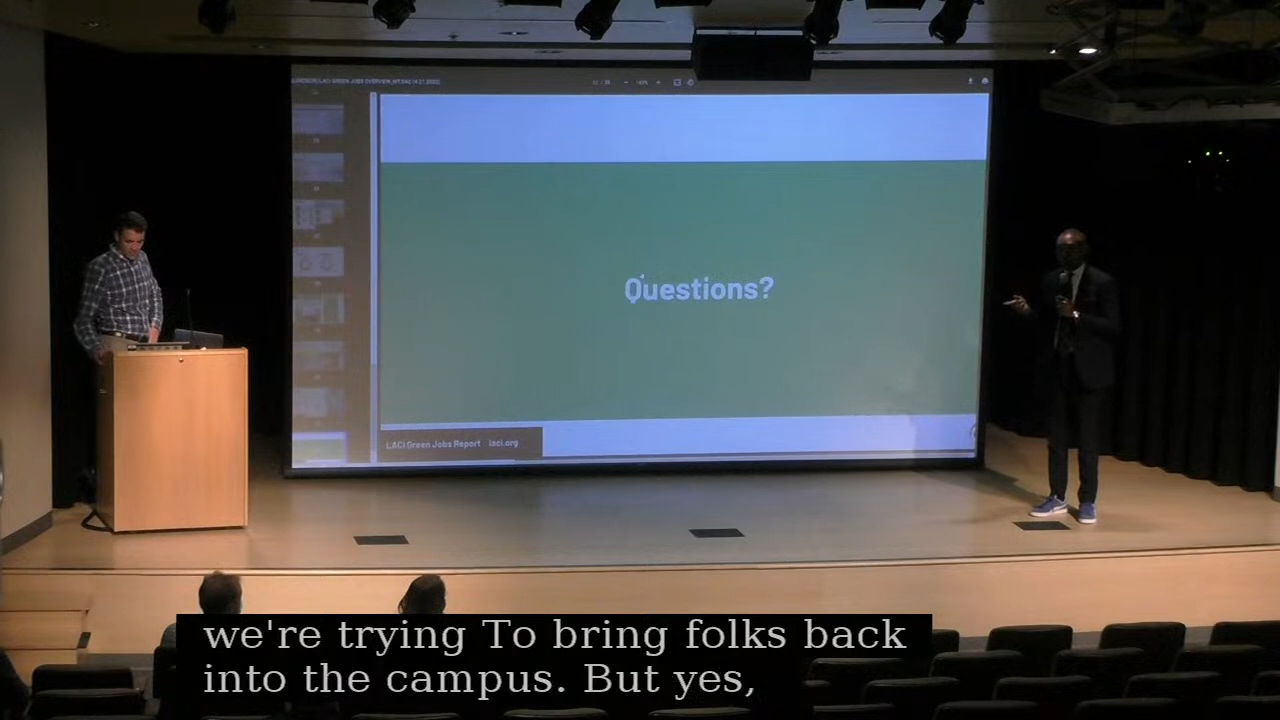 Questions?
LACI Green Jobs Report laci.org
we're trying To bring folks back
into the campus. But yes,